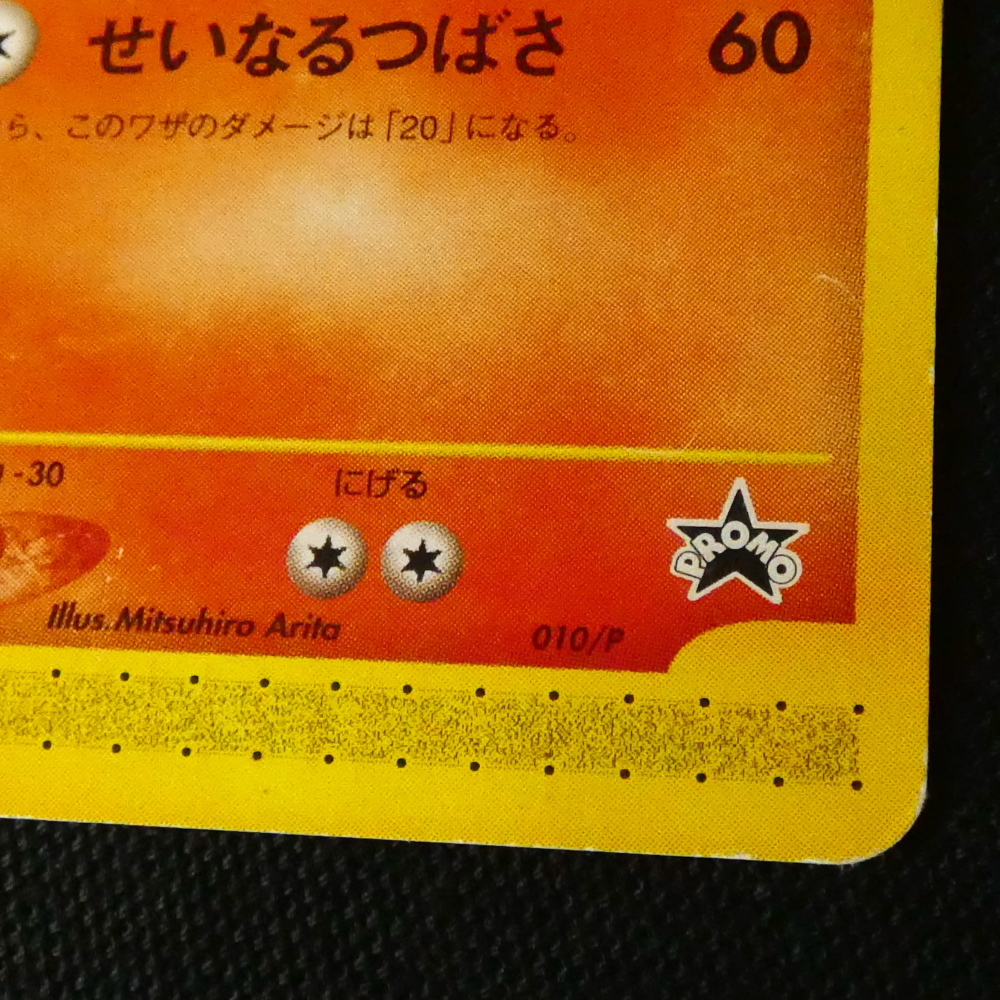 せいなるつばさ 60
ら、このワザのダメージは「20」になる。
-30 にげる
PROMO
Illus.Mitsuhiro Arita 010/P